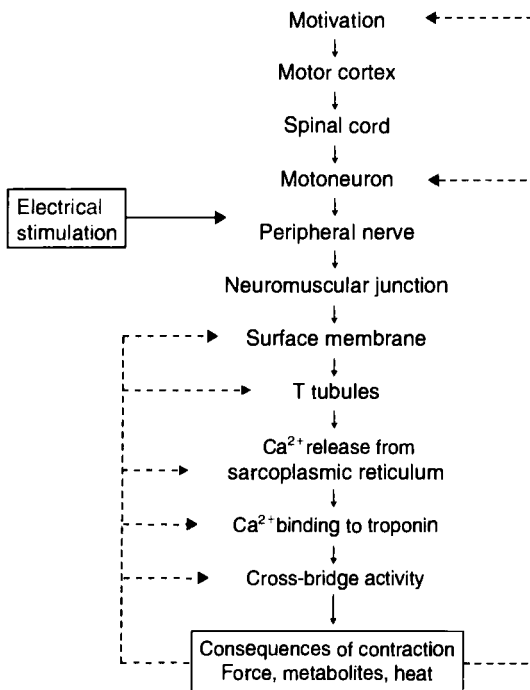 Motivation
Motor cortex
Spinal cord
Motoneuron
Electrical
stimulation
Peripheral nerve
Neuromuscular junction
Surface membrane
T tubules
Ca²⁺ release from
sarcoplasmic reticulum
Ca²⁺ binding to troponin
Cross-bridge activity
Consequences of contraction
Force, metabolites, heat